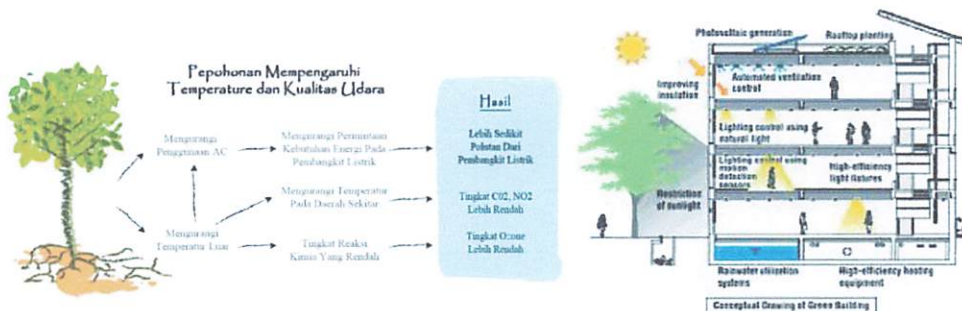 Pepohonan Mempengaruhi
Temperature dan Kualitas Udara
Mengurangi
Penggunaan AC
Mengurangi Permintaan
Kebutuhan Energi Pada
Pembangkit Listrik
Mengurangi
Temperatur Luar
Mengurangi Temperatur
Pada Daerah Sekitar
Tingkat Reaksi
Kimia Yang Rendah
Hasil
Lebih Sedikit
Polutan Dari
Pembangkit Listrik
Tingkat C02, NO2
Lebih Rendah
Tingkat Ozone
Lebih Rendah
Photovoltaic generation
Rooftop planting
Improving
insulation
Automated ventilation
control
Lighting control using
natural light
Lighting control using
motion
detection
sensors
High-efficiency
light fixtures
Restriction
of sunlight
Rainwater utilization
systems
High-efficiency heating
equipment
Conceptual Drawing of Green Building